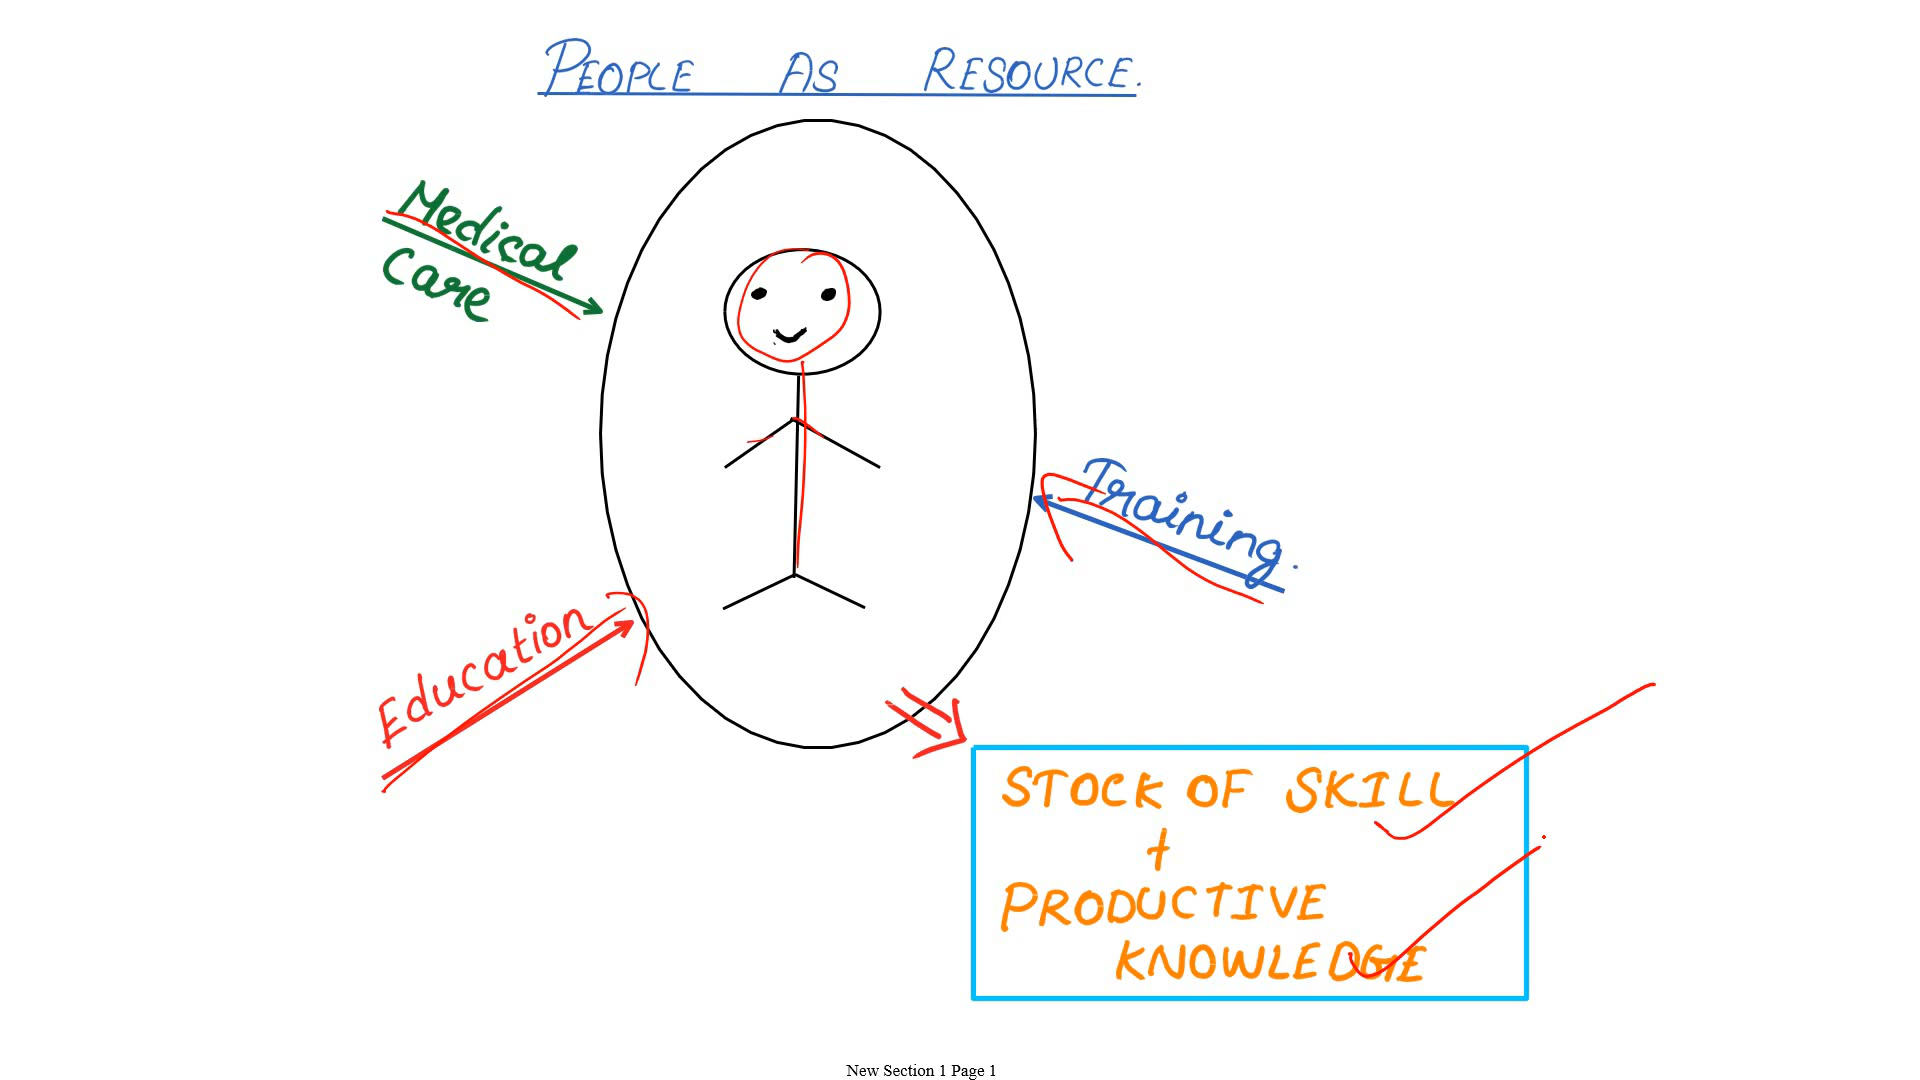 PEOPLE AS RESOURCE.
Medical
Care
Training.
Education
STOCK OF SKILL
+
PRODUCTIVE
KNOWLEDGE
New Section 1 Page 1